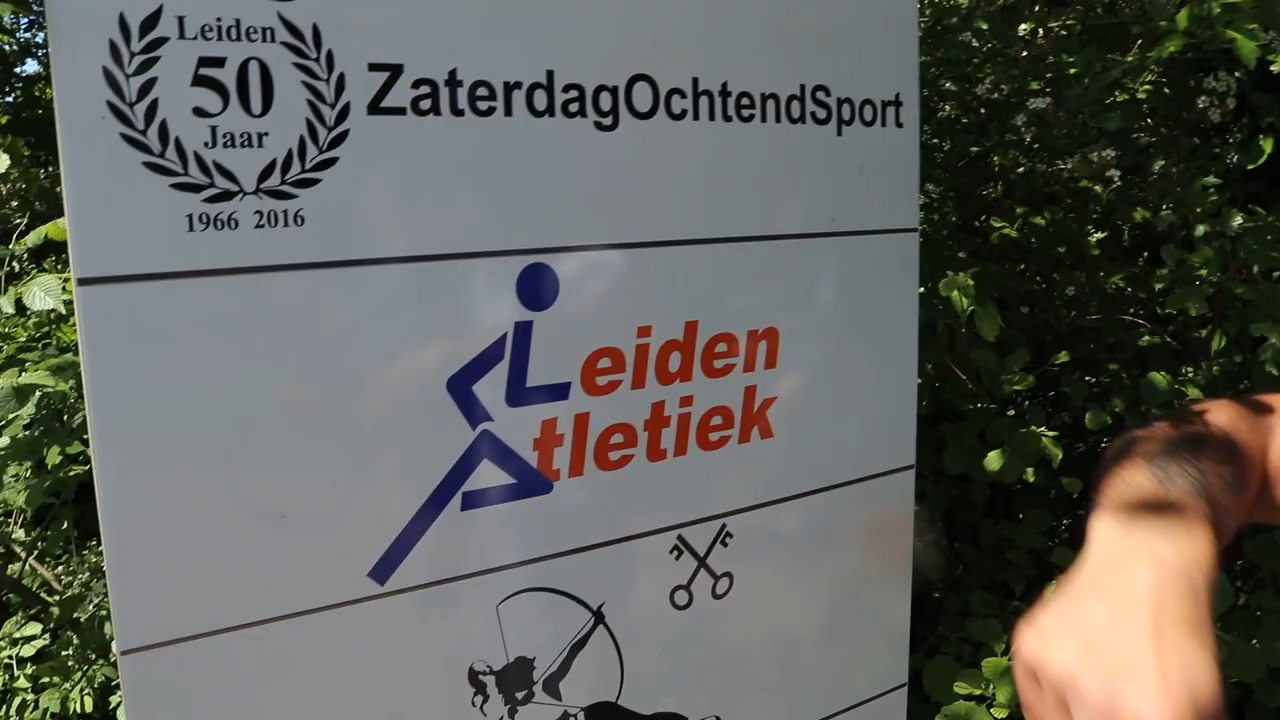 Leiden
50
Jaar
1966 2016
ZaterdagOchtendSport
Leiden
Atletiek